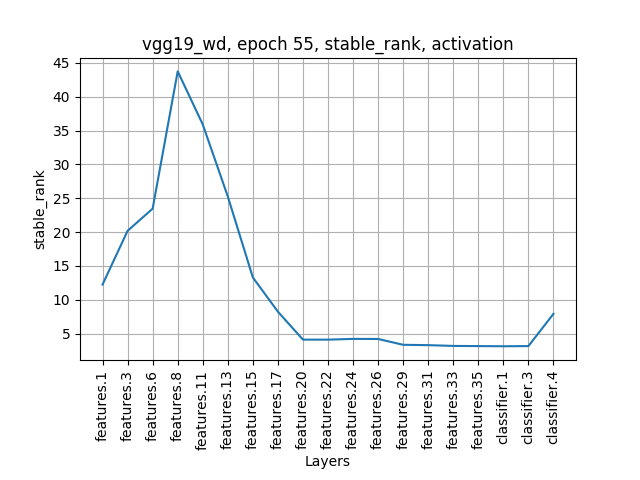 vgg19_wd, epoch 55, stable_rank, activation
45
40
35
30
25
20
15
10
5
stable_rank
features.1
features.3
features.6
features.8
features.11
features.13
features.15
features.17
features.20
features.22
features.24
features.26
features.29
features.31
features.33
features.35
classifier.1
classifier.3
classifier.4
Layers